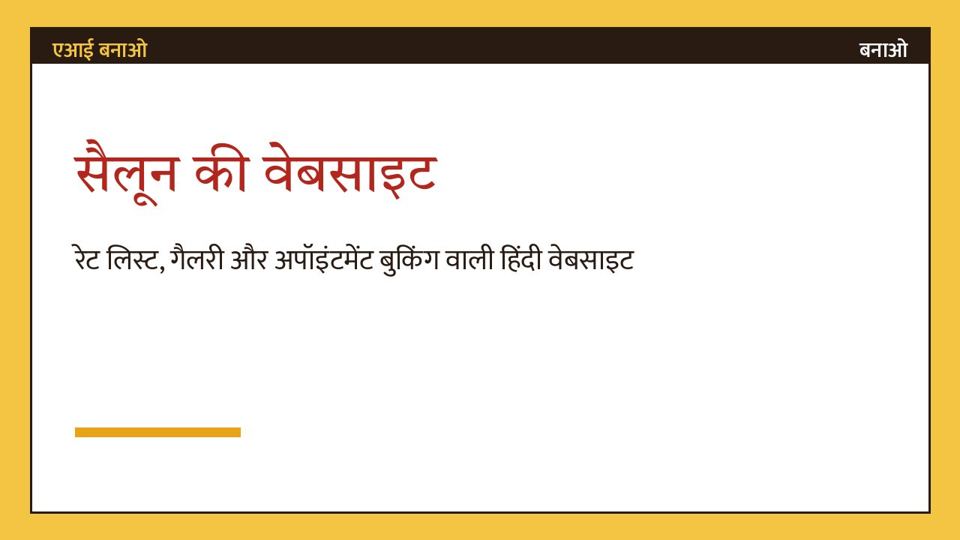 एआई बनाओ
बनाओ
सैलून की वेबसाइट
रेट लिस्ट, गैलरी और अपॉइंटमेंट बुकिंग वाली हिंदी वेबसाइट